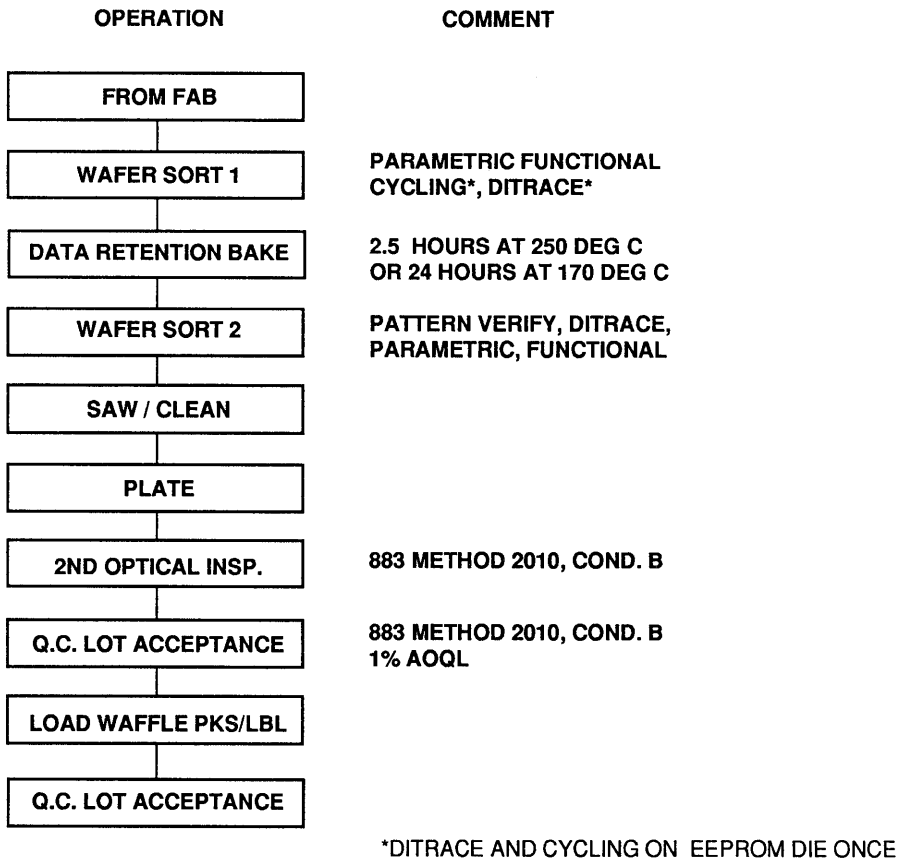 OPERATION COMMENT
FROM FAB
WAFER SORT 1
PARAMETRIC FUNCTIONAL
CYCLING*, DITRACE*
DATA RETENTION BAKE
2.5 HOURS AT 250 DEG C
OR 24 HOURS AT 170 DEG C
WAFER SORT 2
PATTERN VERIFY, DITRACE,
PARAMETRIC, FUNCTIONAL
SAW / CLEAN
PLATE
2ND OPTICAL INSP.
883 METHOD 2010, COND. B
Q.C. LOT ACCEPTANCE
883 METHOD 2010, COND. B
1% AOQL
LOAD WAFFLE PKS/LBL
Q.C. LOT ACCEPTANCE
*DITRACE AND CYCLING ON EEPROM DIE ONCE